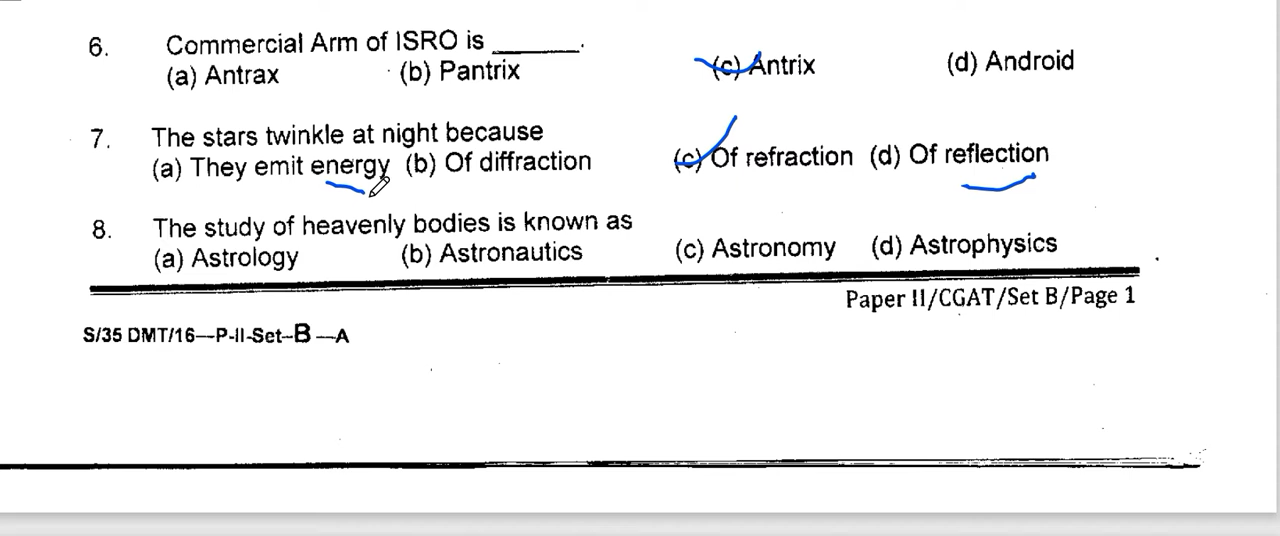 6. Commercial Arm of ISRO is ______.
(a) Antrax (b) Pantrix (c) Antrix (d) Android
7. The stars twinkle at night because
(a) They emit energy (b) Of diffraction (c) Of refraction (d) Of reflection
8. The study of heavenly bodies is known as
(a) Astrology (b) Astronautics (c) Astronomy (d) Astrophysics
Paper II/CGAT/Set B/Page 1
S/35 DMT/16—P-II-Set--B—A